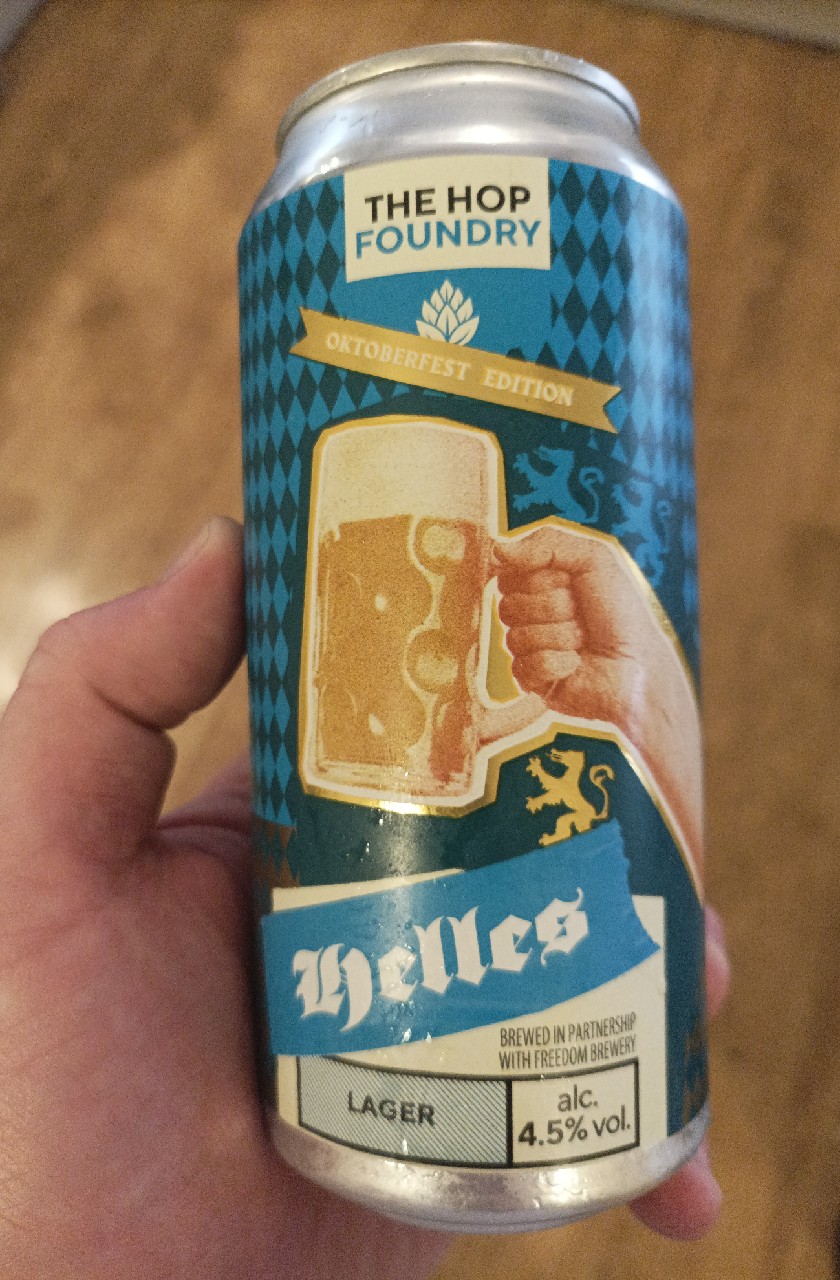 THE HOP
FOUNDRY
OKTOBERFEST EDITION
Helles
BREWED IN PARTNERSHIP
WITH FREEDOM BREWERY
LAGER
alc.
4.5% vol.